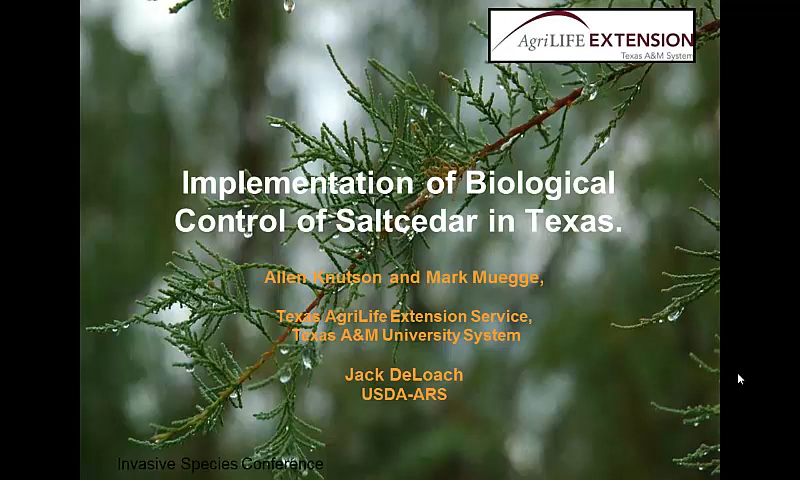 AgriLIFE EXTENSION
Texas A&M System
Implementation of Biological
Control of Saltcedar in Texas.
Allen Knutson and Mark Muegge,
Texas AgriLife Extension Service,
Texas A&M University System
Jack DeLoach
USDA-ARS
Invasive Species Conference